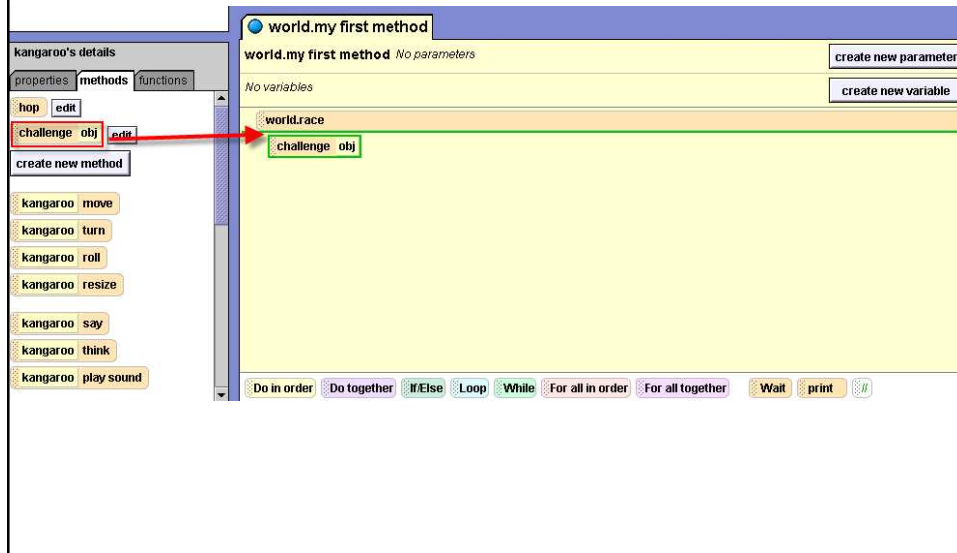 world.my first method
kangaroo's details
world.my first method No parameters
create new parameter
properties methods functions
No variables
create new variable
hop edit
challenge obj edit
create new method
world.race
challenge obj
kangaroo move
kangaroo turn
kangaroo roll
kangaroo resize
kangaroo say
kangaroo think
kangaroo play sound
Do in order Do together If/Else Loop While For all in order For all together Wait print //